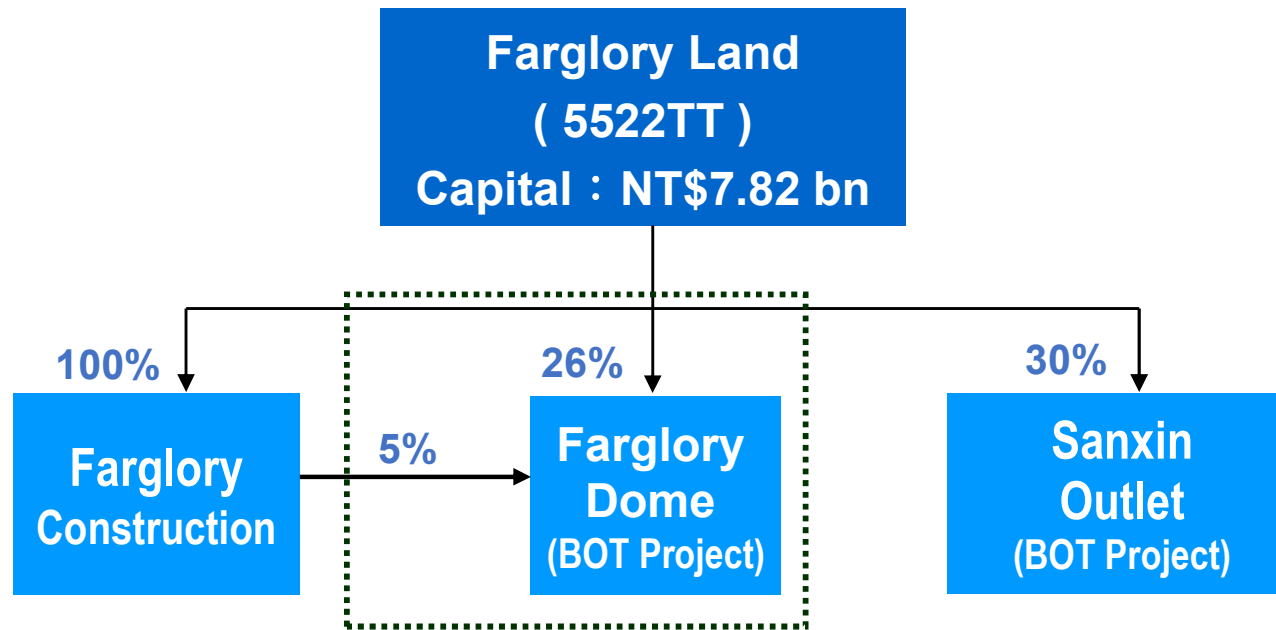 Farglory Land
( 5522TT )
Capital：NT$7.82 bn
100%
26%
30%
5%
Farglory
Construction
Farglory
Dome
(BOT Project)
Sanxin
Outlet
(BOT Project)